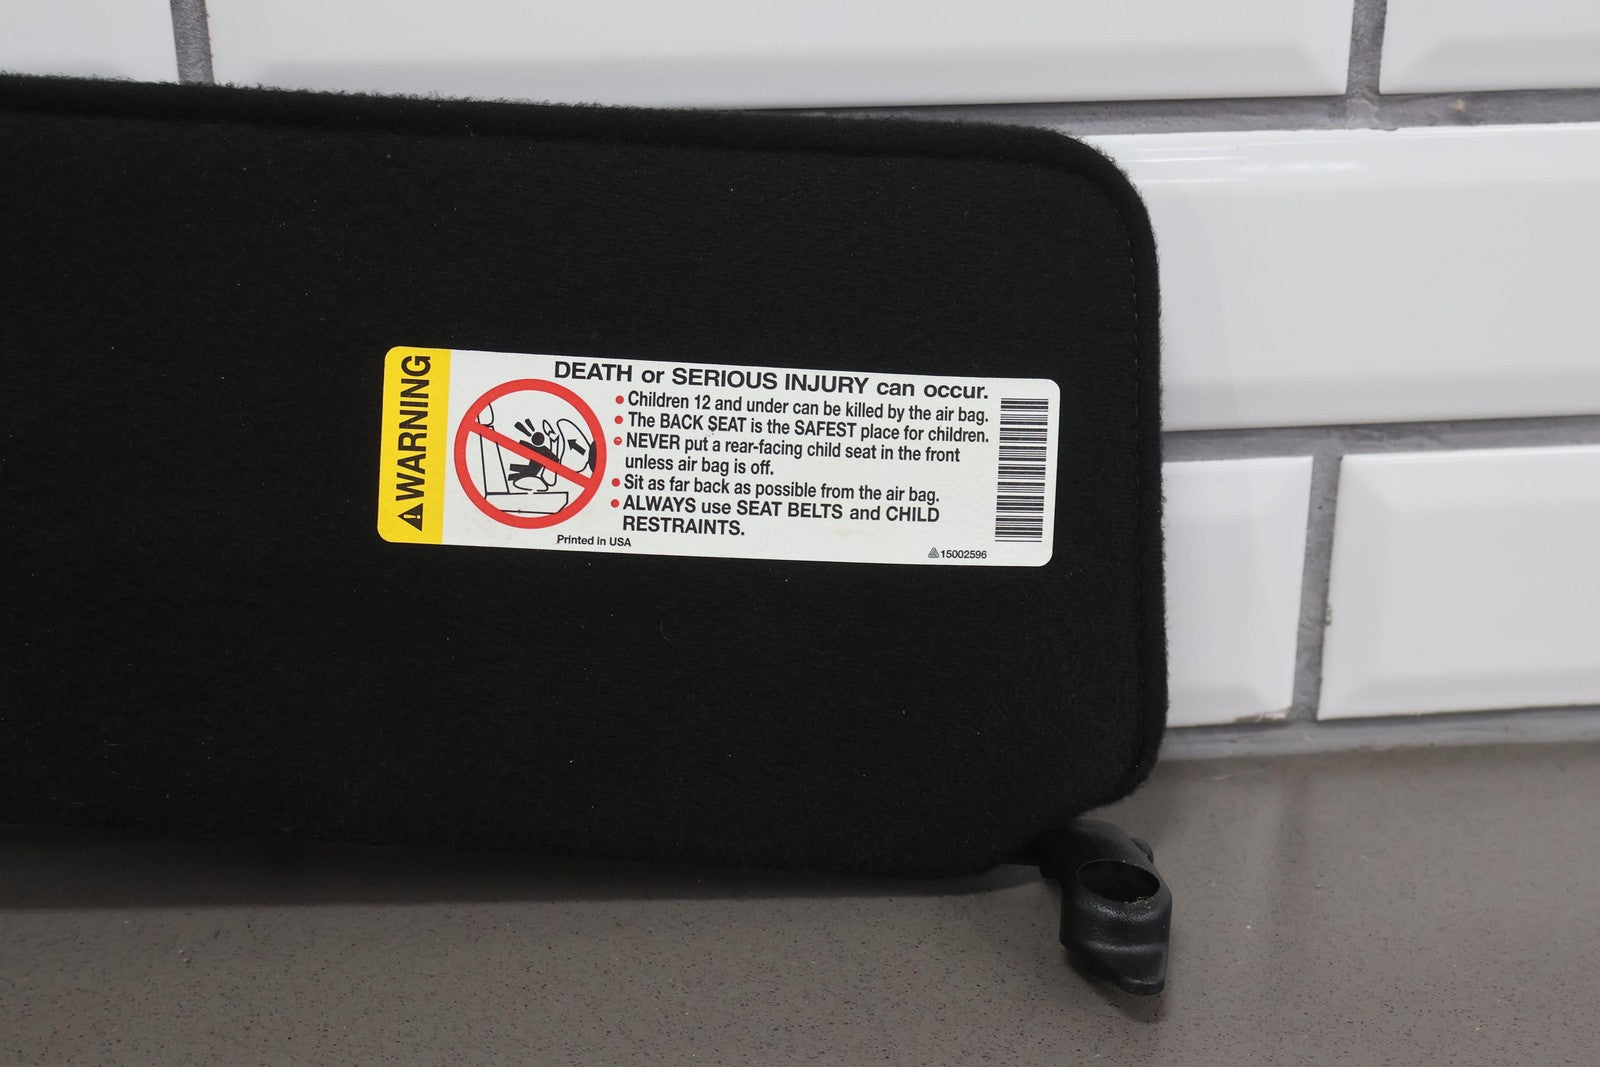 WARNING
DEATH or SERIOUS INJURY can occur.
• Children 12 and under can be killed by the air bag.
• The BACK SEAT is the SAFEST place for children.
• NEVER put a rear-facing child seat in the front
unless air bag is off.
• Sit as far back as possible from the air bag.
• ALWAYS use SEAT BELTS and CHILD
RESTRAINTS.
Printed in USA
15002596